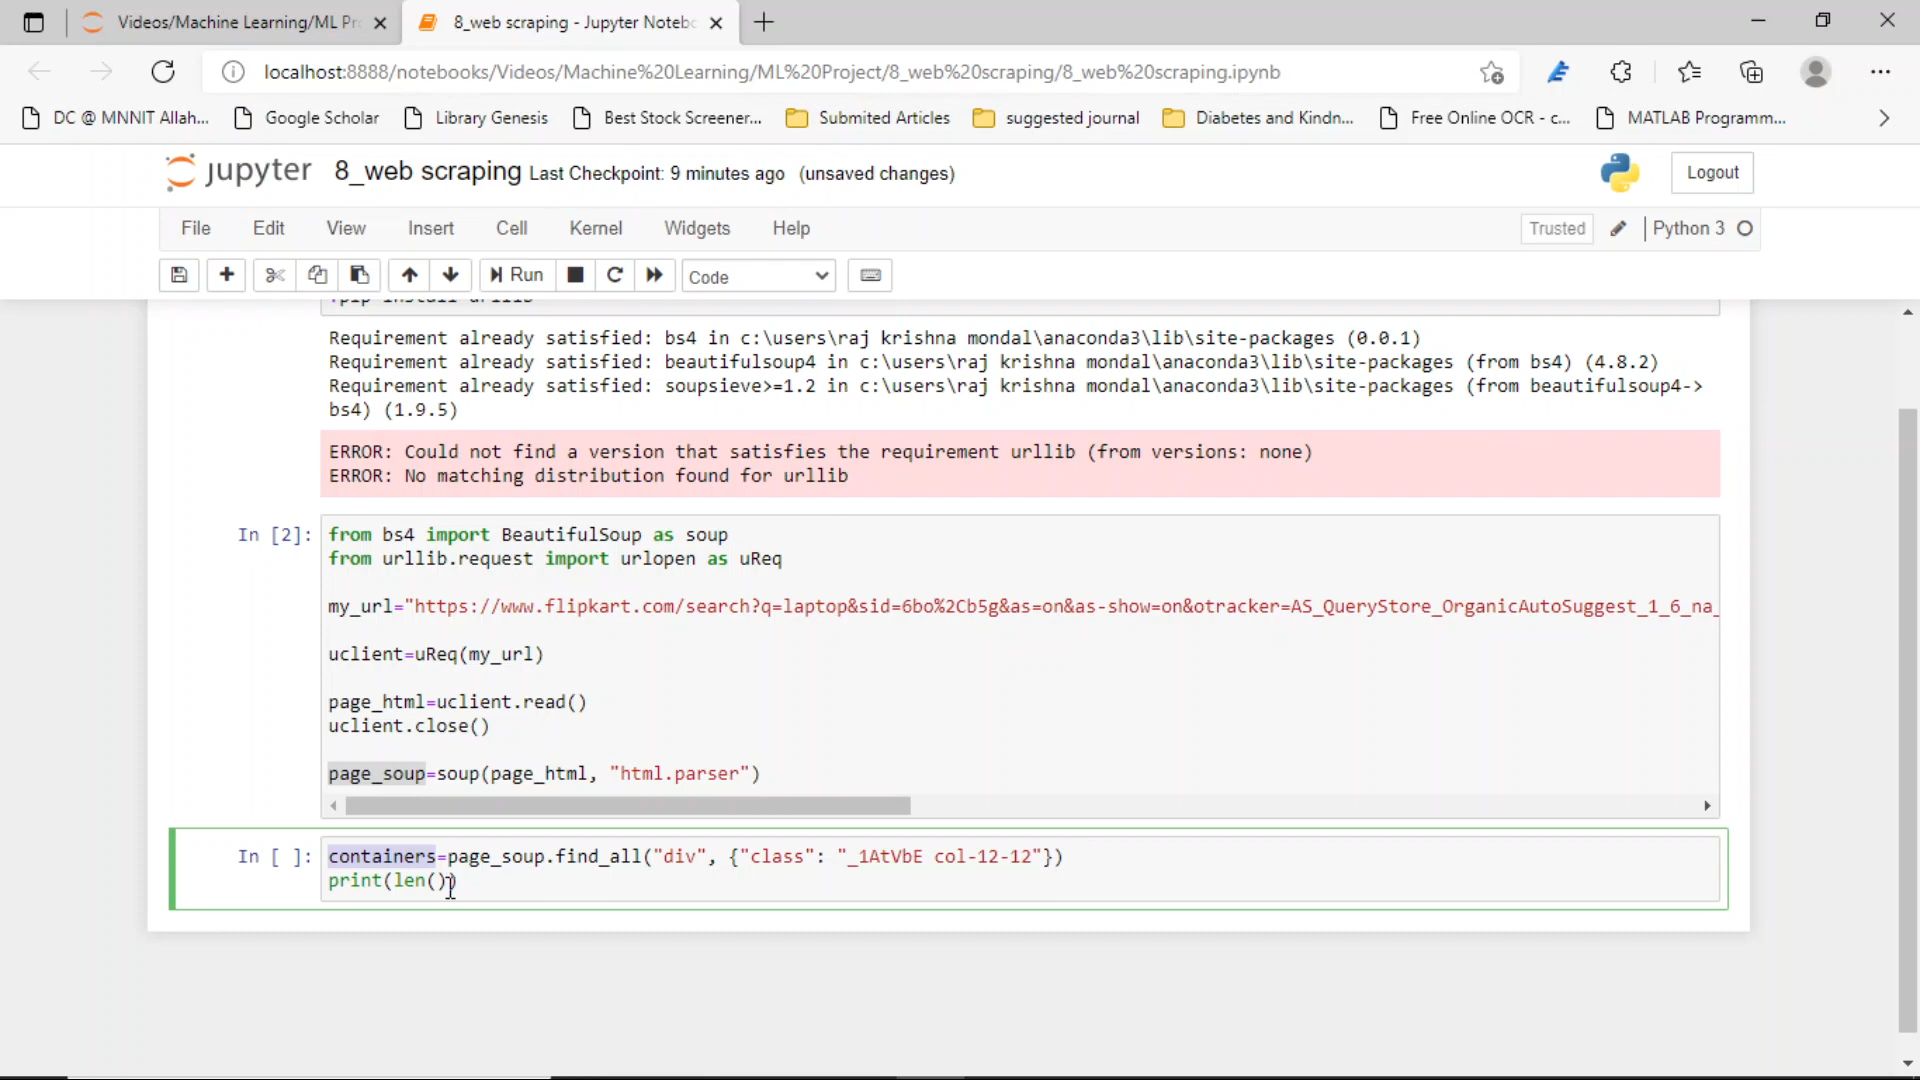 Videos/Machine Learning/ML Pr
8_web scraping - Jupyter Notebo
localhost:8888/notebooks/Videos/Machine%20Learning/ML%20Project/8_web%20scraping/8_web%20scraping.ipynb
DC @ MNNIT Allah...
Google Scholar
Library Genesis
Best Stock Screener...
Submited Articles
suggested journal
Diabetes and Kindn...
Free Online OCR - c...
MATLAB Programm...
jupyter 8_web scraping Last Checkpoint: 9 minutes ago (unsaved changes)
Logout
File Edit View Insert Cell Kernel Widgets Help
Trusted
Python 3
Run
Code
!pip install urllib
Requirement already satisfied: bs4 in c:\users\raj krishna mondal\anaconda3\lib\site-packages (0.0.1)
Requirement already satisfied: beautifulsoup4 in c:\users\raj krishna mondal\anaconda3\lib\site-packages (from bs4) (4.8.2)
Requirement already satisfied: soupsieve>=1.2 in c:\users\raj krishna mondal\anaconda3\lib\site-packages (from beautifulsoup4->
bs4) (1.9.5)
ERROR: Could not find a version that satisfies the requirement urllib (from versions: none)
ERROR: No matching distribution found for urllib
In [2]: from bs4 import BeautifulSoup as soup
from urllib.request import urlopen as uReq
my_url="https://www.flipkart.com/search?q=laptop&sid=6bo%2Cb5g&as=on&as-show=on&otracker=AS_QueryStore_OrganicAutoSuggest_1_6_na_
uclient=uReq(my_url)
page_html=uclient.read()
uclient.close()
page_soup=soup(page_html, "html.parser")
In [ ]: containers=page_soup.find_all("div", {"class": "_1AtVbE col-12-12"})
print(len())